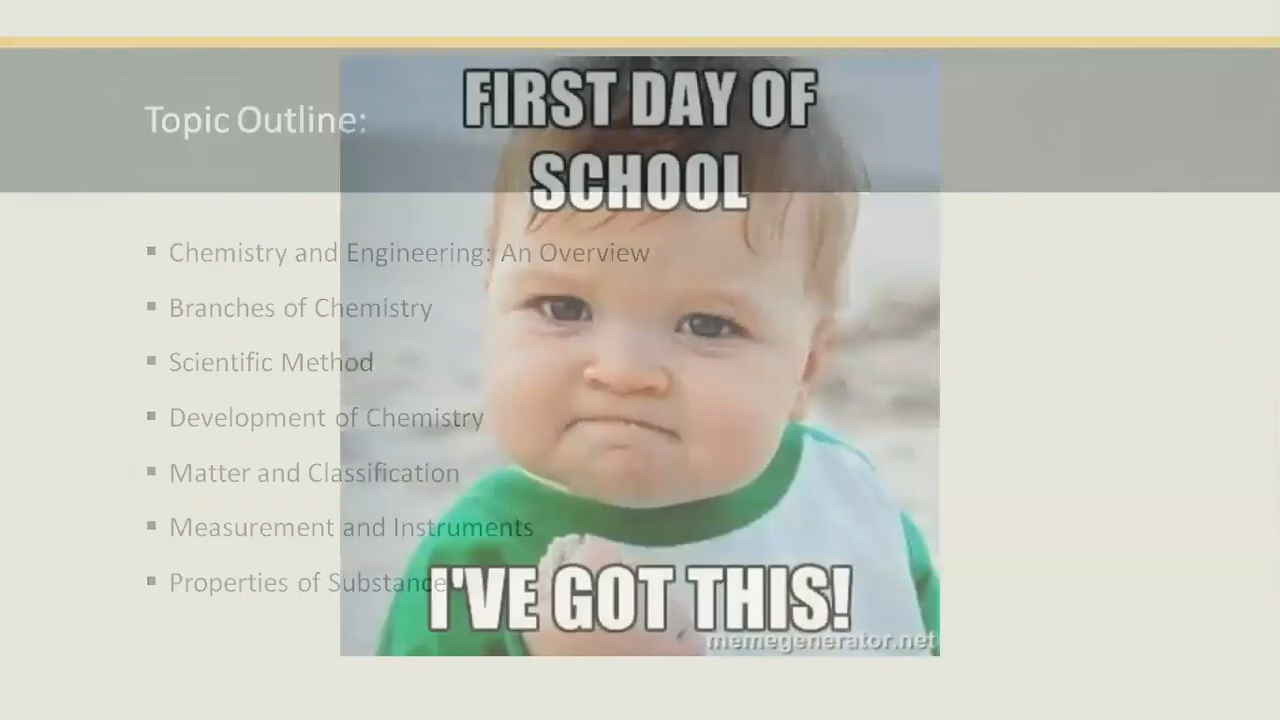 FIRST DAY OF
SCHOOL
Topic Outline:
▪ Chemistry and Engineering: An Overview
▪ Branches of Chemistry
▪ Scientific Method
▪ Development of Chemistry
▪ Matter and Classification
▪ Measurement and Instruments
▪ Properties of Substance
I'VE GOT THIS!
memegenerator.net